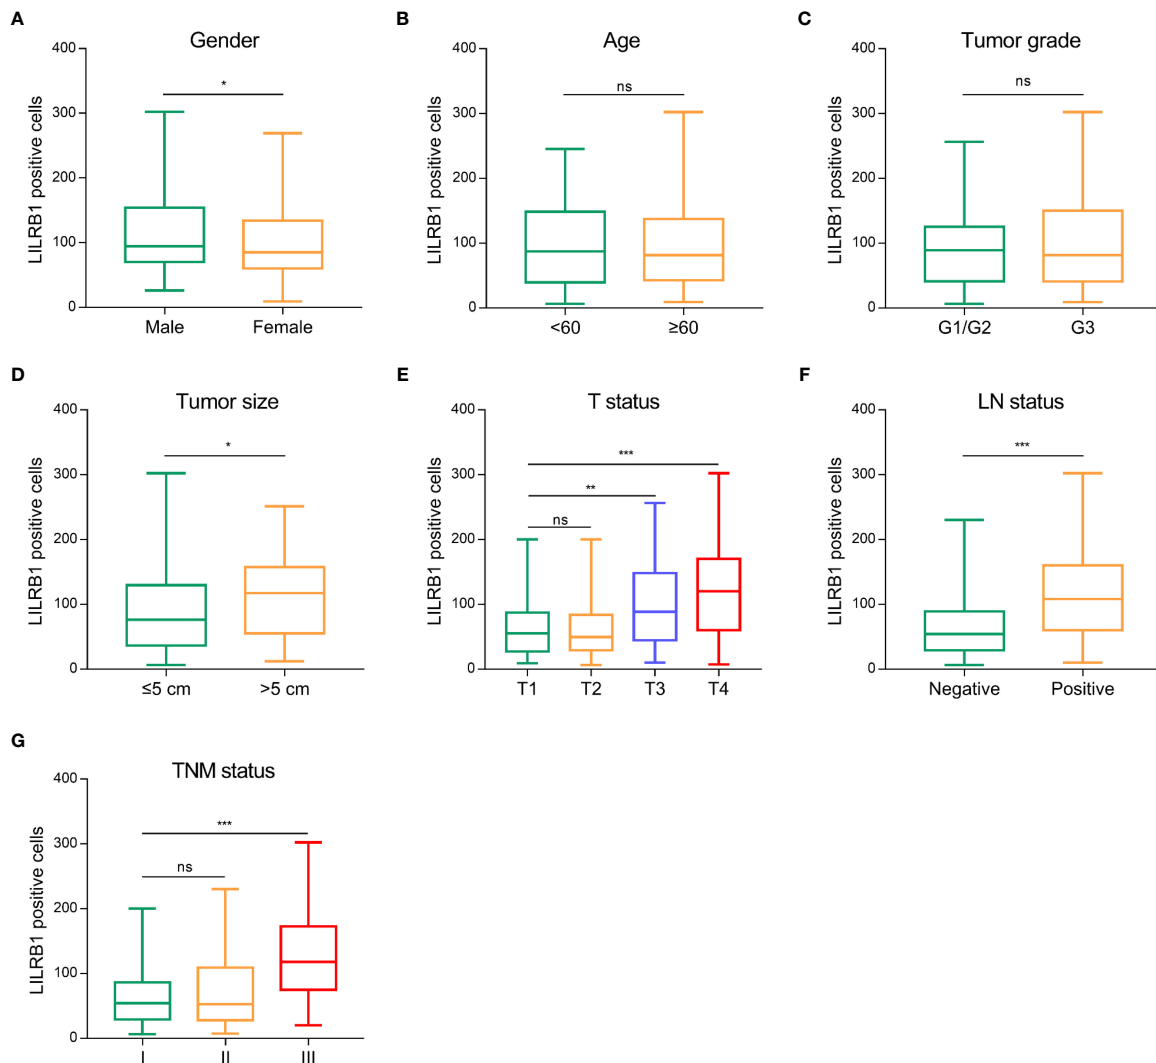 A
Gender
LILRB1 positive cells
400
300
200
100
0
*
Male
Female
B
Age
LILRB1 positive cells
400
300
200
100
0
ns
<60
≥60
C
Tumor grade
LILRB1 positive cells
400
300
200
100
0
ns
G1/G2
G3
D
Tumor size
LILRB1 positive cells
400
300
200
100
0
*
≤5 cm
>5 cm
E
T status
LILRB1 positive cells
400
300
200
100
0
***
**
ns
T1
T2
T3
T4
F
LN status
LILRB1 positive cells
400
300
200
100
0
***
Negative
Positive
G
TNM status
LILRB1 positive cells
400
300
200
100
0
***
ns
I
II
III